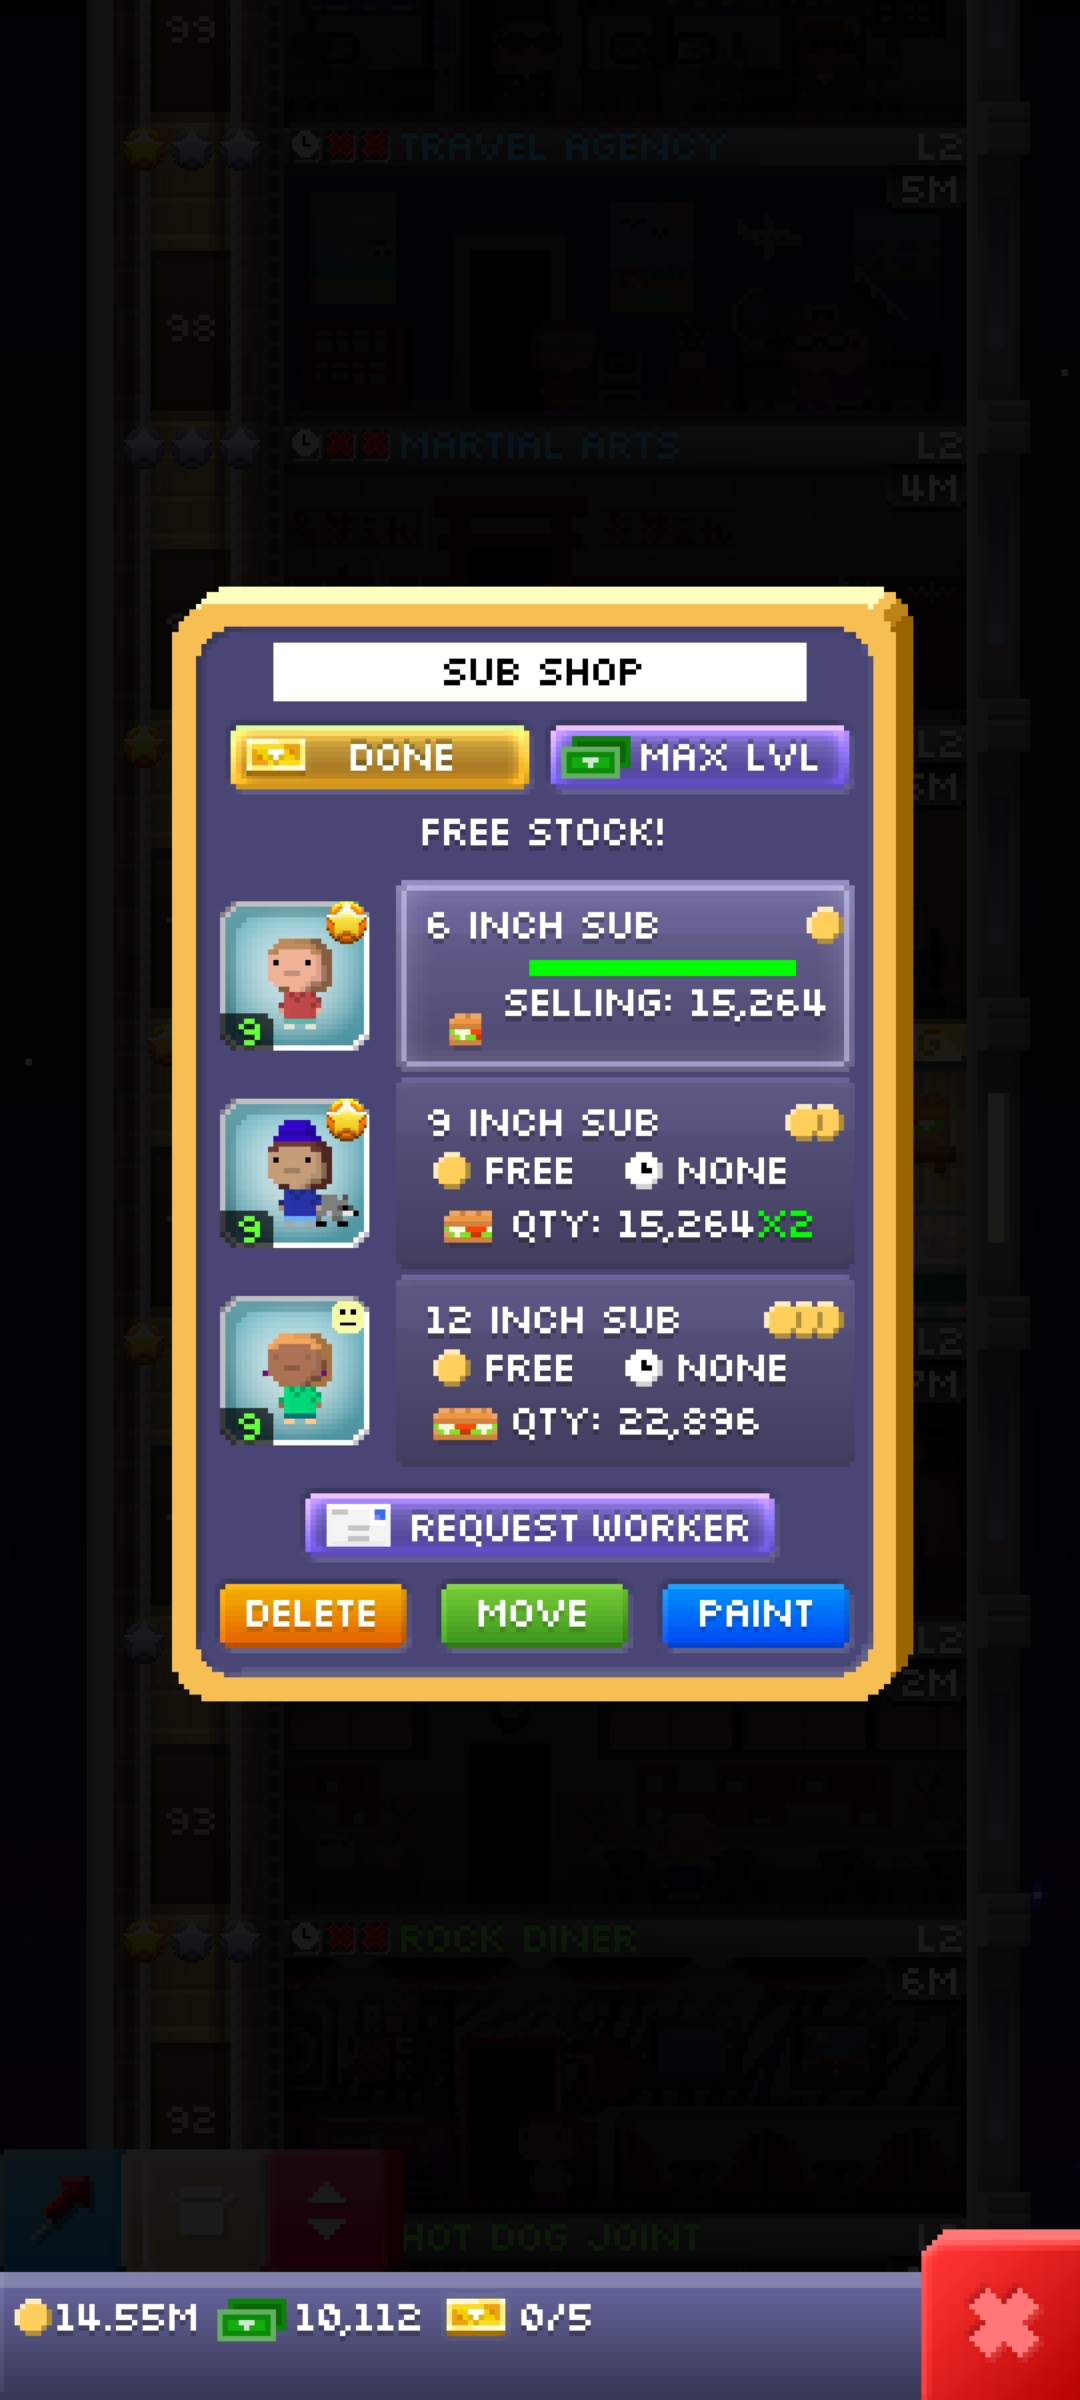 99
TRAVEL AGENCY L2
5M
98
MARTIAL ARTS L2
4M
SUB SHOP
DONE
MAX LVL
FREE STOCK!
6 INCH SUB
SELLING: 15,264
9
9 INCH SUB
FREE NONE
QTY: 15,264X2
9
12 INCH SUB
FREE NONE
QTY: 22,896
9
REQUEST WORKER
DELETE MOVE PAINT
L2
2M
93
ROCK DINER L2
6M
92
HOT DOG JOINT
14.55M 10,112 0/5